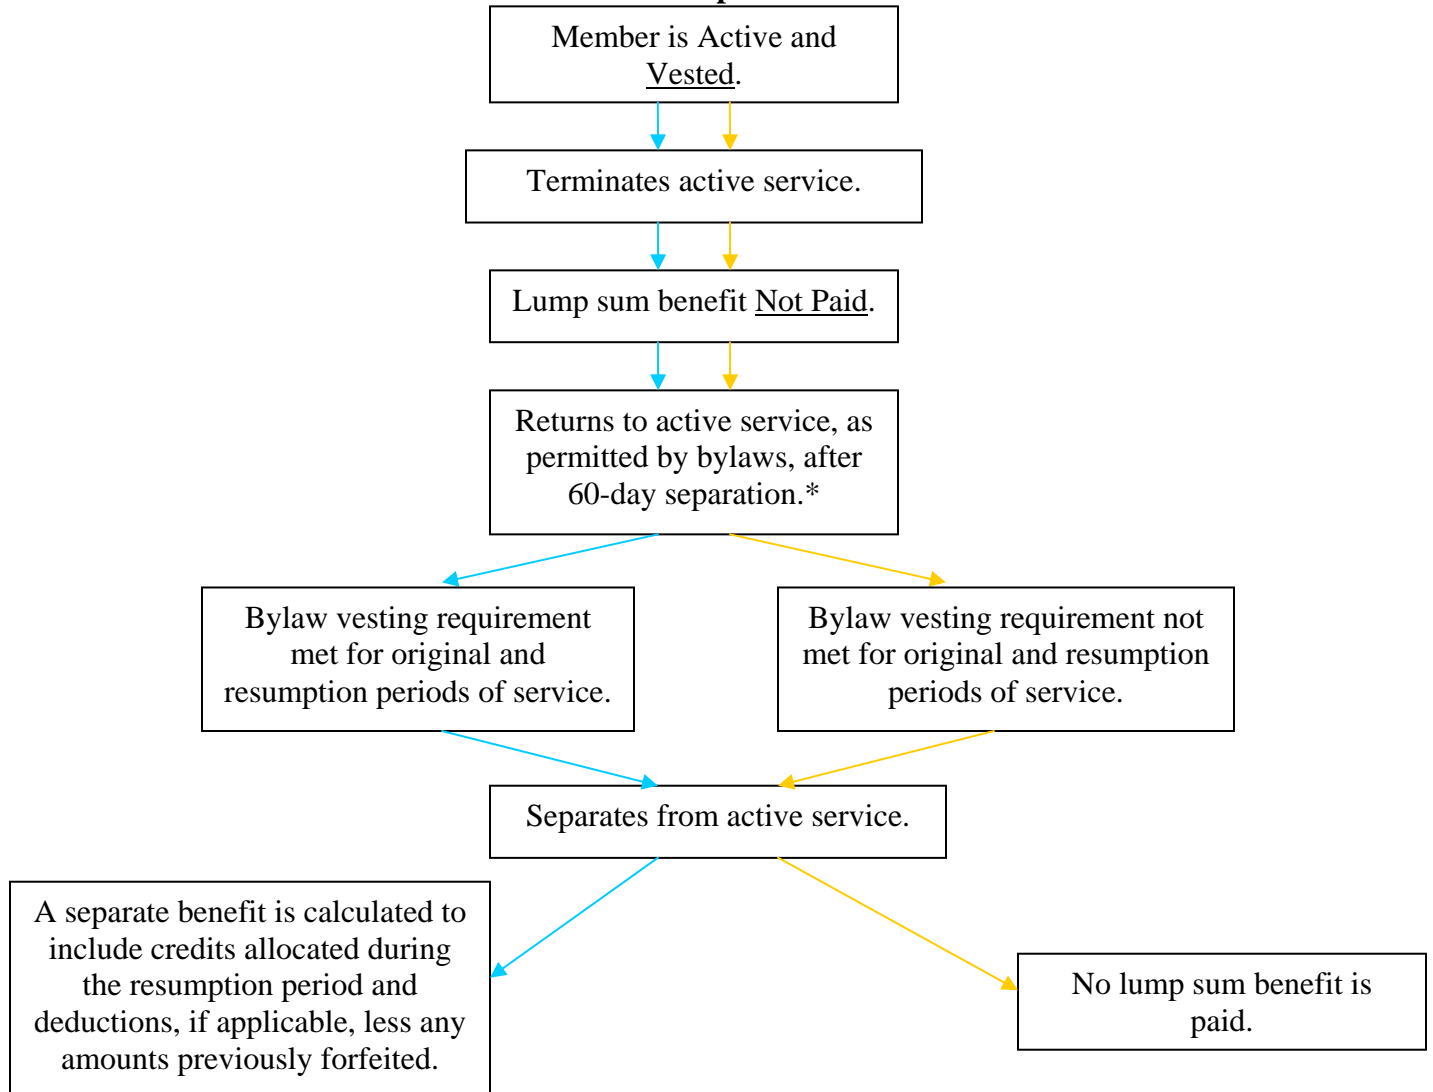 Member is Active and
Vested.
Terminates active service.
Lump sum benefit Not Paid.
Returns to active service, as
permitted by bylaws, after
60-day separation.*
Bylaw vesting requirement
met for original and
resumption periods of service.
Bylaw vesting requirement not
met for original and resumption
periods of service.
Separates from active service.
A separate benefit is calculated to
include credits allocated during
the resumption period and
deductions, if applicable, less any
amounts previously forfeited.
No lump sum benefit is
paid.